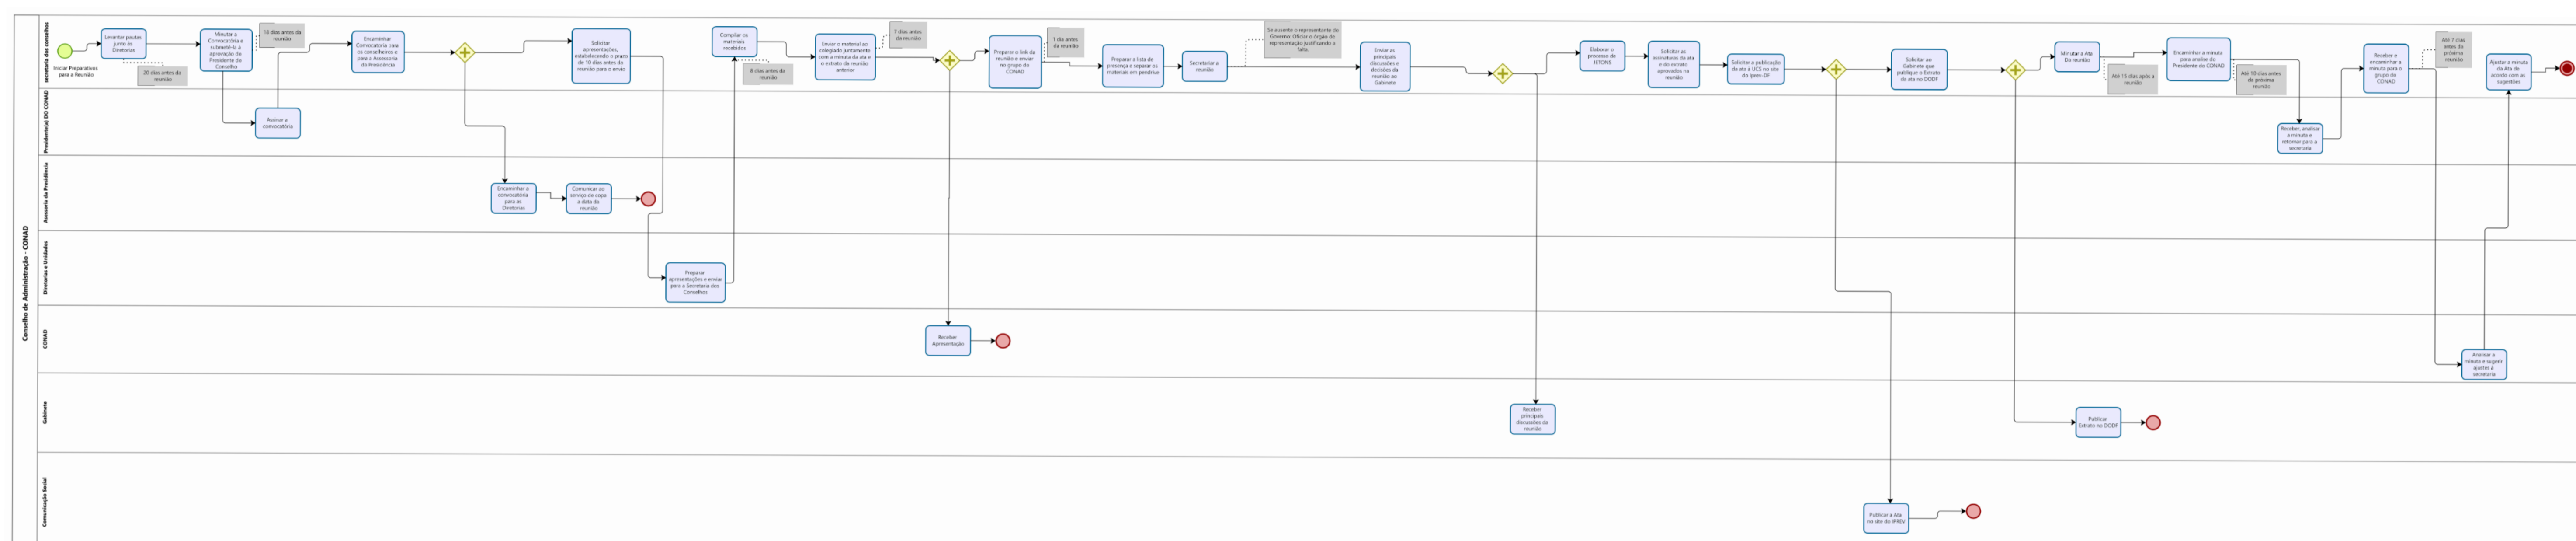 Conselho de Administração - CONAD
secretaria dos conselhos
Iniciar Preparativos
para a Reunião
Levantar pautas
junto às
Diretorias
20 dias antes da
reunião
Minutar a
Convocatória e
submetê-la à
aprovação do
Presidente do
Conselho
18 dias antes da
reunião
Encaminhar
Convocatória para
os conselheiros e
para a Assessoria
da Presidência
Solicitar
apresentações,
estabelecendo o prazo
de 10 dias antes da
reunião para o envio
Compilar os
materiais
recebidos
8 dias antes da
reunião
Enviar o material ao
colegiado juntamente
com a minuta da ata e
o extrato da reunião
anterior
7 dias antes
da reunião
Preparar o link da
reunião e enviar
no grupo do
CONAD
1 dia antes
da reunião
Preparar a lista de
presença e separar os
materiais em pendrive
Secretariar a
reunião
Se ausente o representante do
Governo: Oficiar o órgão de
representação justificando a
falta
Enviar as
principais
discussões e
decisões da
reunião ao
Gabinete
Elaborar o
processo de
JETONS
Solicitar as
assinaturas da ata
e do extrato
aprovados na
reunião
Solicitar a publicação
da ata à UCS no site
do Iprev-DF
Solicitar ao
Gabinete que
publique o Extrato
da ata no DODF
Minutar a Ata
Da reunião
Até 15 dias após a
reunião
Encaminhar a minuta
para análise do
Presidente do CONAD
Até 10 dias antes
da próxima
reunião
Receber e
encaminhar a
minuta para o
grupo do
CONAD
Até 7 dias
antes da
próxima
reunião
Ajustar a minuta
da Ata de
acordo com as
sugestões
Presidente(a) DO CONAD
Assinar a
convocatória
Receber, analisar
a minuta e
retornar para a
secretaria
Assessoria da Presidência
Encaminhar a
convocatória
para as
Diretorias
Comunicar ao
serviço de copa
a data da
reunião
Diretorias e Unidades
Preparar
apresentações e enviar
para a Secretaria dos
Conselhos
CONAD
Receber
Apresentação
Analisar a
minuta e sugerir
ajustes à
secretaria
Gabinete
Receber
principais
discussões da
reunião
Publicar
Extrato no DODF
Comunicação Social
Publicar a Ata
no site do IPREV